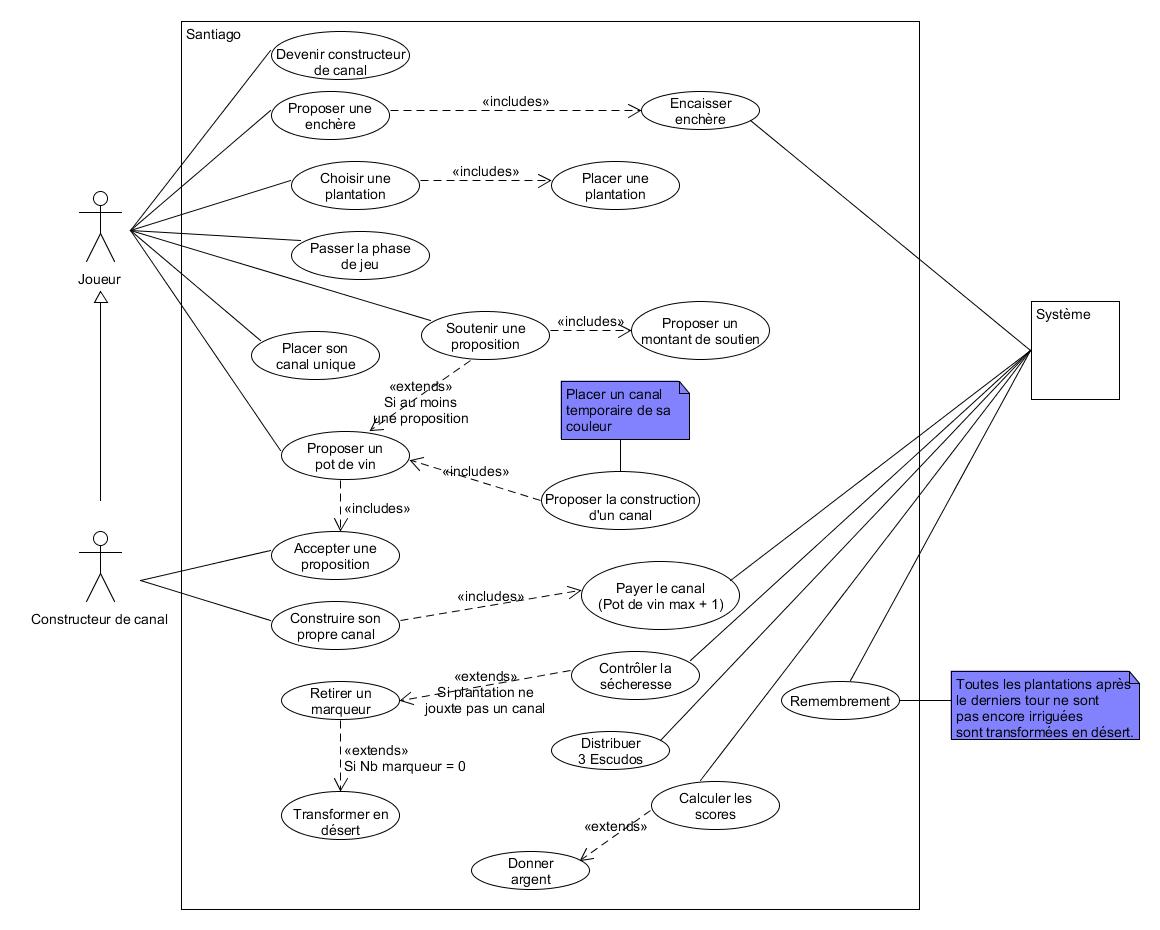 Santiago
Devenir constructeur
de canal
Proposer une
enchère
«includes»
Encaisser
enchère
Choisir une
plantation
«includes»
Placer une
plantation
Passer la phase
de jeu
Joueur
Soutenir une
proposition
«includes»
Proposer un
montant de soutien
Système
Placer son
canal unique
«extends»
Si au moins
une proposition
Placer un canal
temporaire de sa
couleur
Proposer un
pot de vin
«includes»
Proposer la construction
d'un canal
«includes»
Accepter une
proposition
Constructeur de canal
Construire son
propre canal
«includes»
Payer le canal
(Pot de vin max + 1)
Contrôler la
sécheresse
«extends»
Si plantation ne
jouxte pas un canal
Retirer un
marqueur
Remembrement
Toutes les plantations après
le derniers tour ne sont
pas encore irriguées
sont transformées en désert.
Distribuer
3 Escudos
«extends»
Si Nb marqueur = 0
Transformer en
désert
Calculer les
scores
«extends»
Donner
argent